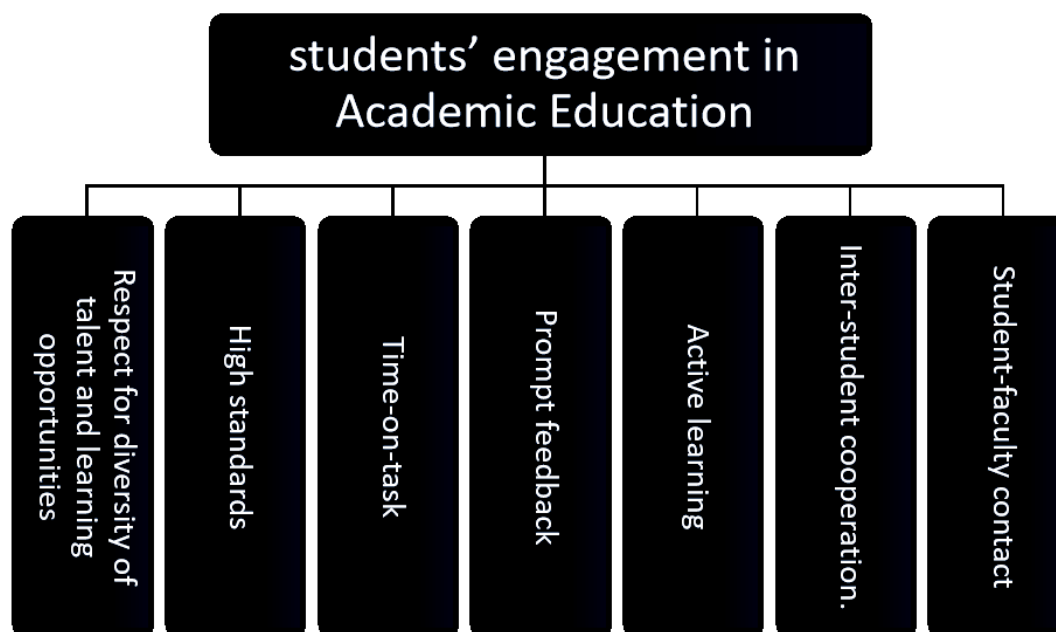 students’ engagement in
Academic Education
Respect for diversity of
talent and learning
opportunities
High standards
Time-on-task
Prompt feedback
Active learning
Inter-student cooperation.
Student-faculty contact